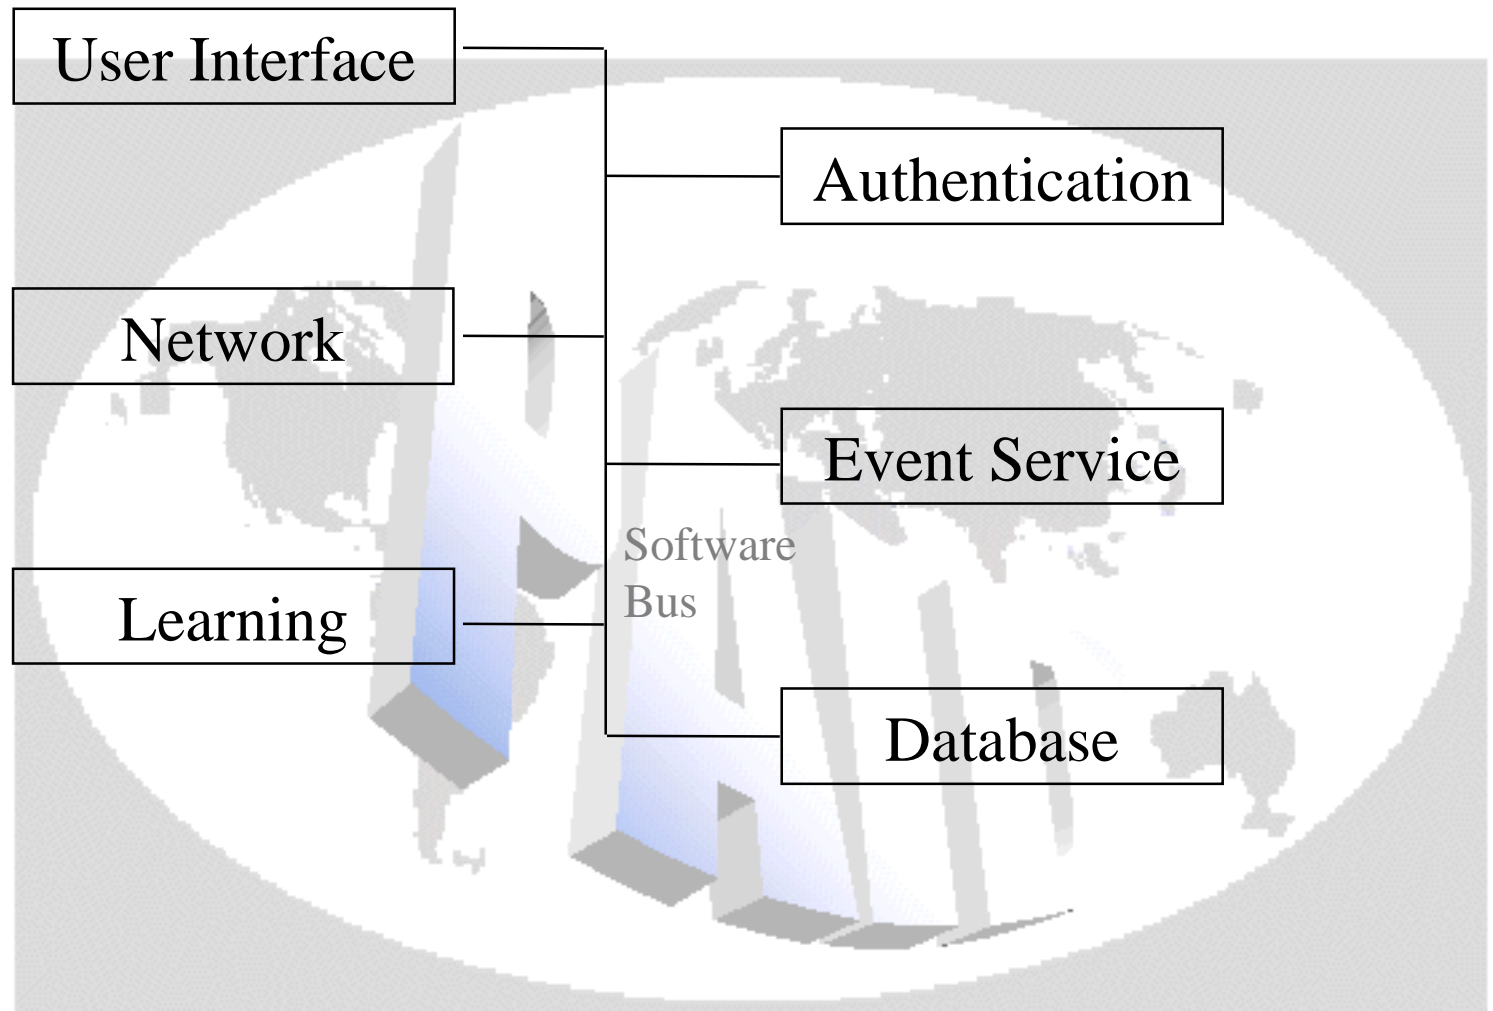 User Interface
Authentication
Network
Event Service
Software
Bus
Learning
Database